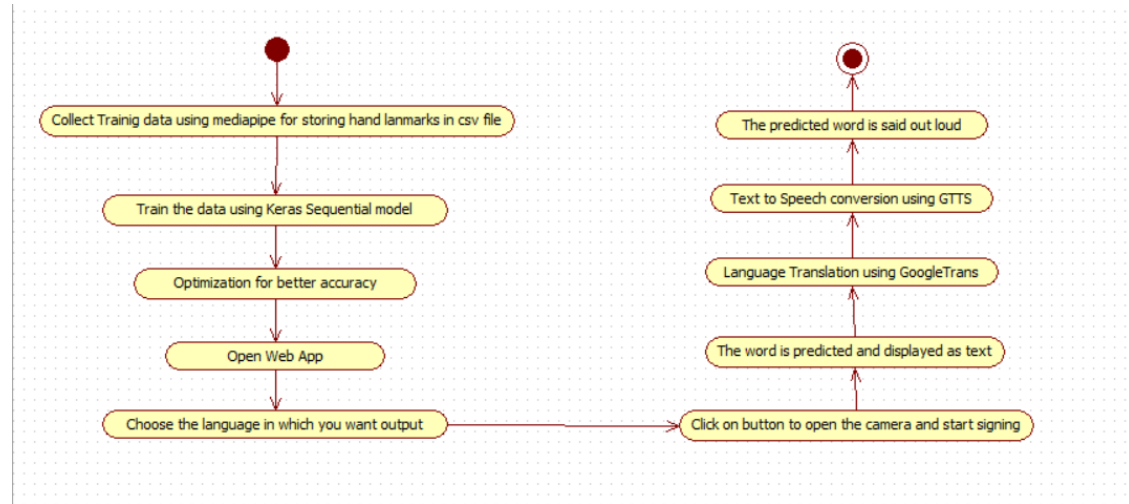 Collect Trainig data using mediapipe for storing hand lanmarks in csv file
Train the data using Keras Sequential model
Optimization for better accuracy
Open Web App
Choose the language in which you want output
Click on button to open the camera and start signing
The word is predicted and displayed as text
Language Translation using GoogleTrans
Text to Speech conversion using GTTS
The predicted word is said out loud